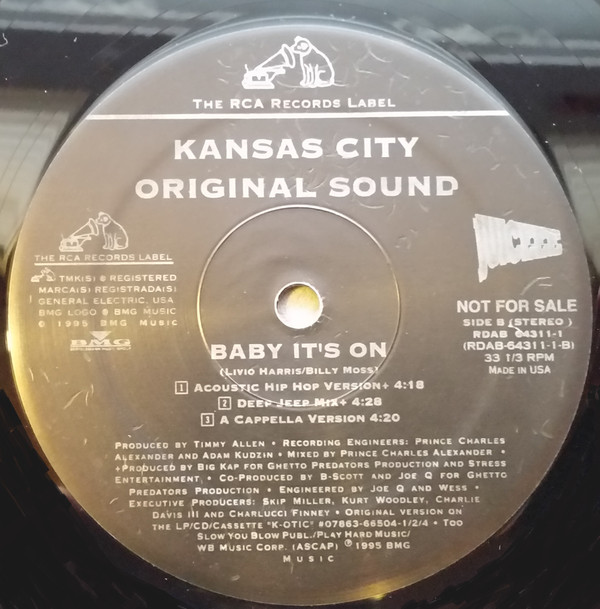 THE RCA RECORDS LABEL
KANSAS CITY
ORIGINAL SOUND
THE RCA RECORDS LABEL
TMK(S) ® REGISTERED
MARCA(S) REGISTRADA(S)
GENERAL ELECTRIC, USA
BMG LOGO ® BMG MUSIC
© 1995 BMG MUSIC
BMG
NOT FOR SALE
SIDE B (STEREO)
RDAB 64311-1
(RDAB-64311-1-B)
33 1/3 RPM
MADE IN USA
BABY IT'S ON
(LIVIO HARRIS/BILLY MOSS)
1 ACOUSTIC HIP HOP VERSION+ 4:18
2 DEEP JEEP MIX+ 4:28
3 A CAPPELLA VERSION 4:20
PRODUCED BY TIMMY ALLEN • RECORDING ENGINEERS: PRINCE CHARLES
ALEXANDER AND ADAM KUDZIN • MIXED BY PRINCE CHARLES ALEXANDER •
+PRODUCED BY BIG KAP FOR GHETTO PREDATORS PRODUCTION AND STRESS
ENTERTAINMENT • CO-PRODUCED BY B-SCOTT AND JOE Q FOR GHETTO
PREDATORS PRODUCTION • ENGINEERED BY JOE Q AND WESS •
EXECUTIVE PRODUCERS: SKIP MILLER, KURT WOODLEY, CHARLIE
DAVIS III AND CHARLUCCI FINNEY • ORIGINAL VERSION ON
THE LP/CD/CASSETTE "K-OTIC" #07863-66504-1/2/4 • TOO
SLOW YOU BLOW PUBL./PLAY HARD MUSIC/
WB MUSIC CORP. (ASCAP) ℗ 1995 BMG
MUSIC